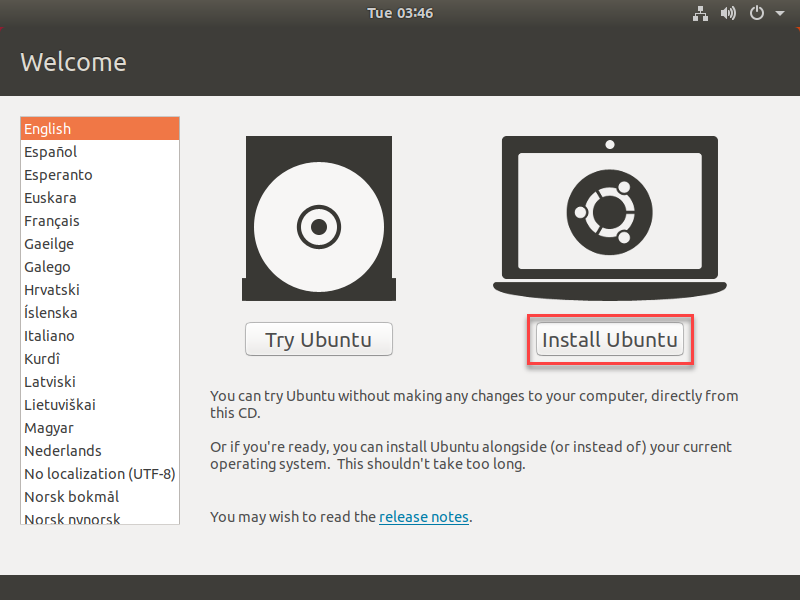 Tue 03:46
Welcome
English
Español
Esperanto
Euskara
Français
Gaeilge
Galego
Hrvatski
Íslenska
Italiano
Kurdî
Latviski
Lietuviškai
Magyar
Nederlands
No localization (UTF-8)
Norsk bokmål
Norsk nynorsk
Try Ubuntu
Install Ubuntu
You can try Ubuntu without making any changes to your computer, directly from
this CD.
Or if you're ready, you can install Ubuntu alongside (or instead of) your current
operating system.  This shouldn't take too long.
You may wish to read the release notes.